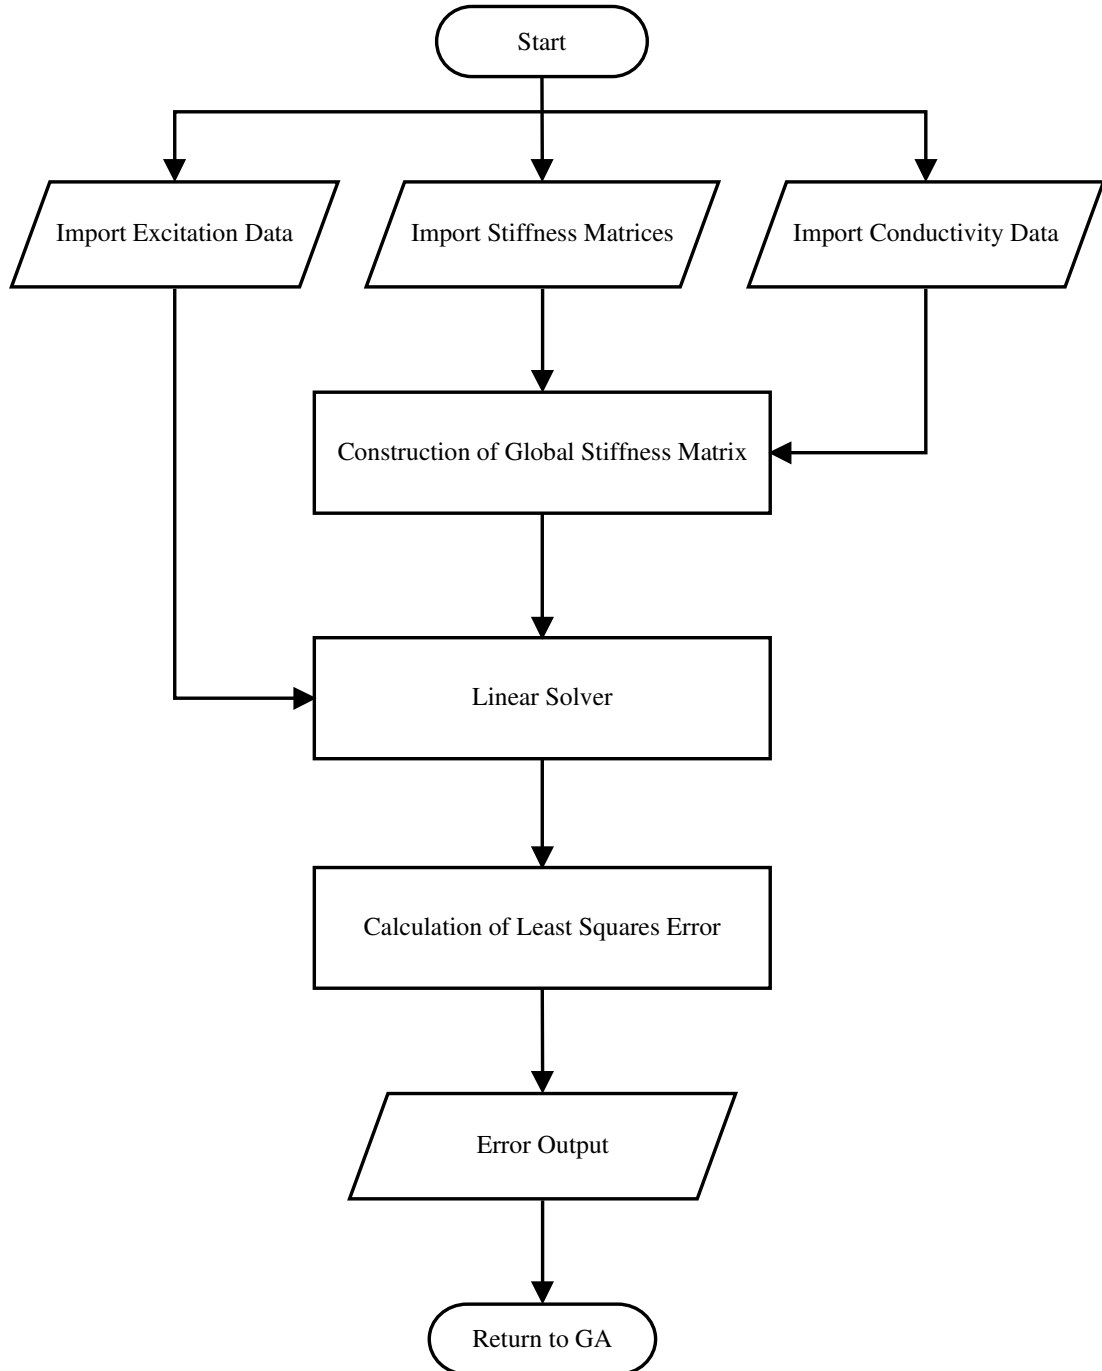 Start
Import Excitation Data
Import Stiffness Matrices
Import Conductivity Data
Construction of Global Stiffness Matrix
Linear Solver
Calculation of Least Squares Error
Error Output
Return to GA